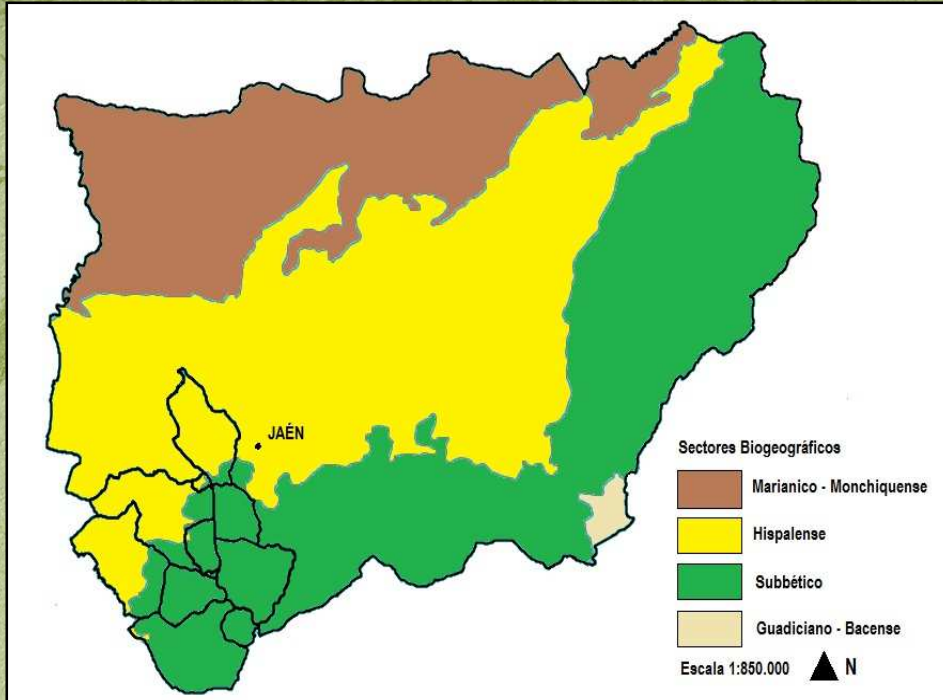 JAÉN
Sectores Biogeográficos
Marianico - Monchiquense
Hispalense
Subbético
Guadiciano - Bacense
Escala 1:850.000 N